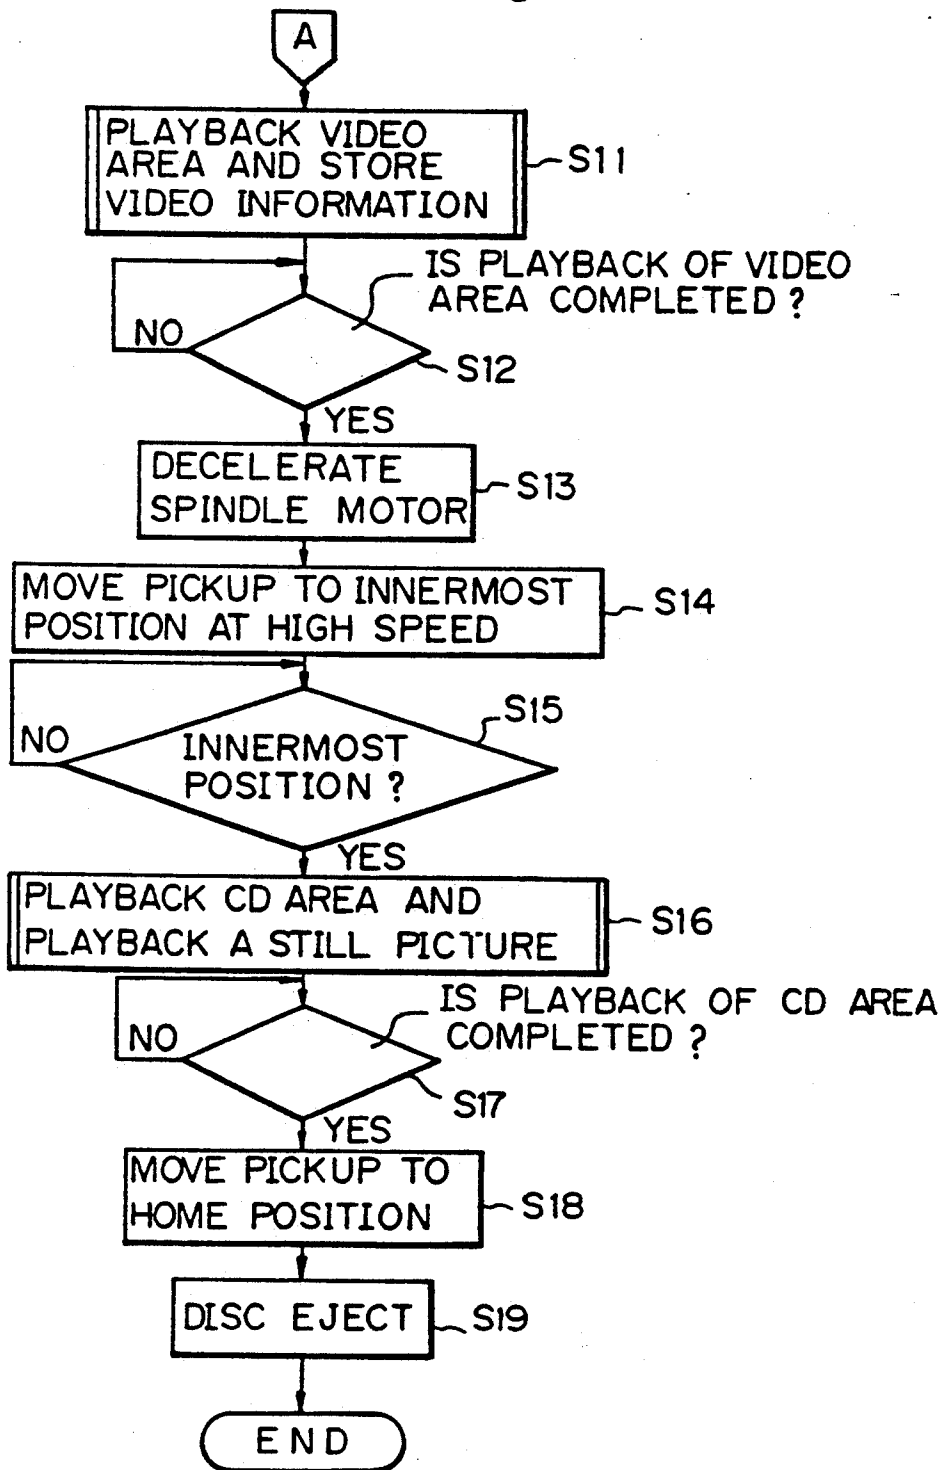 A
PLAYBACK VIDEO
AREA AND STORE
VIDEO INFORMATION
S11
IS PLAYBACK OF VIDEO
AREA COMPLETED ?
NO
S12
YES
DECELERATE
SPINDLE MOTOR
S13
MOVE PICKUP TO INNERMOST
POSITION AT HIGH SPEED
S14
S15
NO
INNERMOST
POSITION ?
YES
PLAYBACK CD AREA AND
PLAYBACK A STILL PICTURE
S16
IS PLAYBACK OF CD AREA
COMPLETED ?
NO
S17
YES
MOVE PICKUP TO
HOME POSITION
S18
DISC EJECT
S19
END